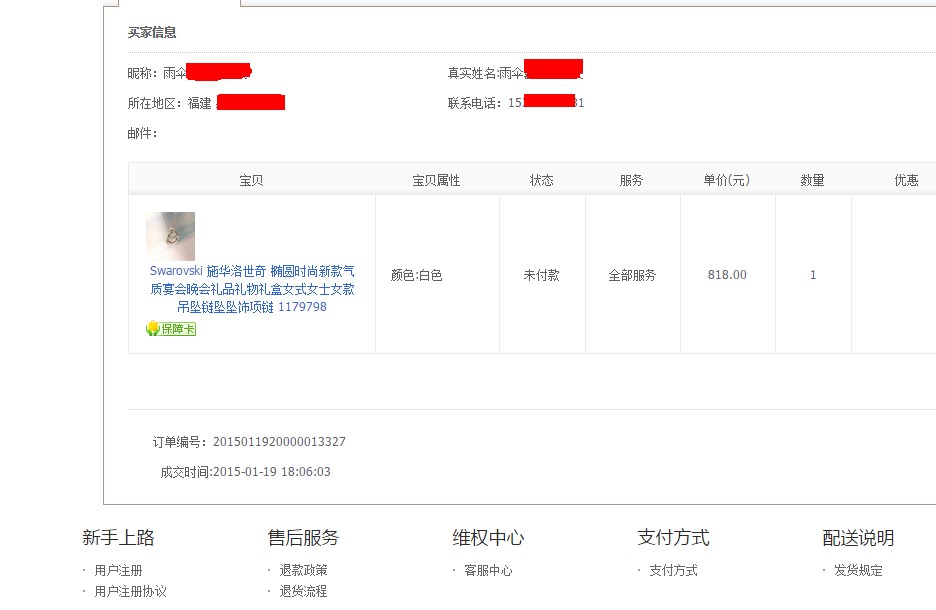 买家信息
昵称：雨伞
真实姓名:雨伞
所在地区：福建
联系电话：15 31
邮件：
宝贝 宝贝属性 状态 服务 单价(元) 数量 优惠
Swarovski 施华洛世奇 椭圆时尚新款气
质宴会晚会礼品礼物礼盒女式女士女款
吊坠链坠坠饰项链 1179798
保障卡
颜色:白色 未付款 全部服务 818.00 1
订单编号：2015011920000013327
成交时间:2015-01-19 18:06:03
新手上路 售后服务 维权中心 支付方式 配送说明
· 用户注册 · 退款政策 · 客服中心 · 支付方式 · 发货规定
· 用户注册协议 · 退货流程